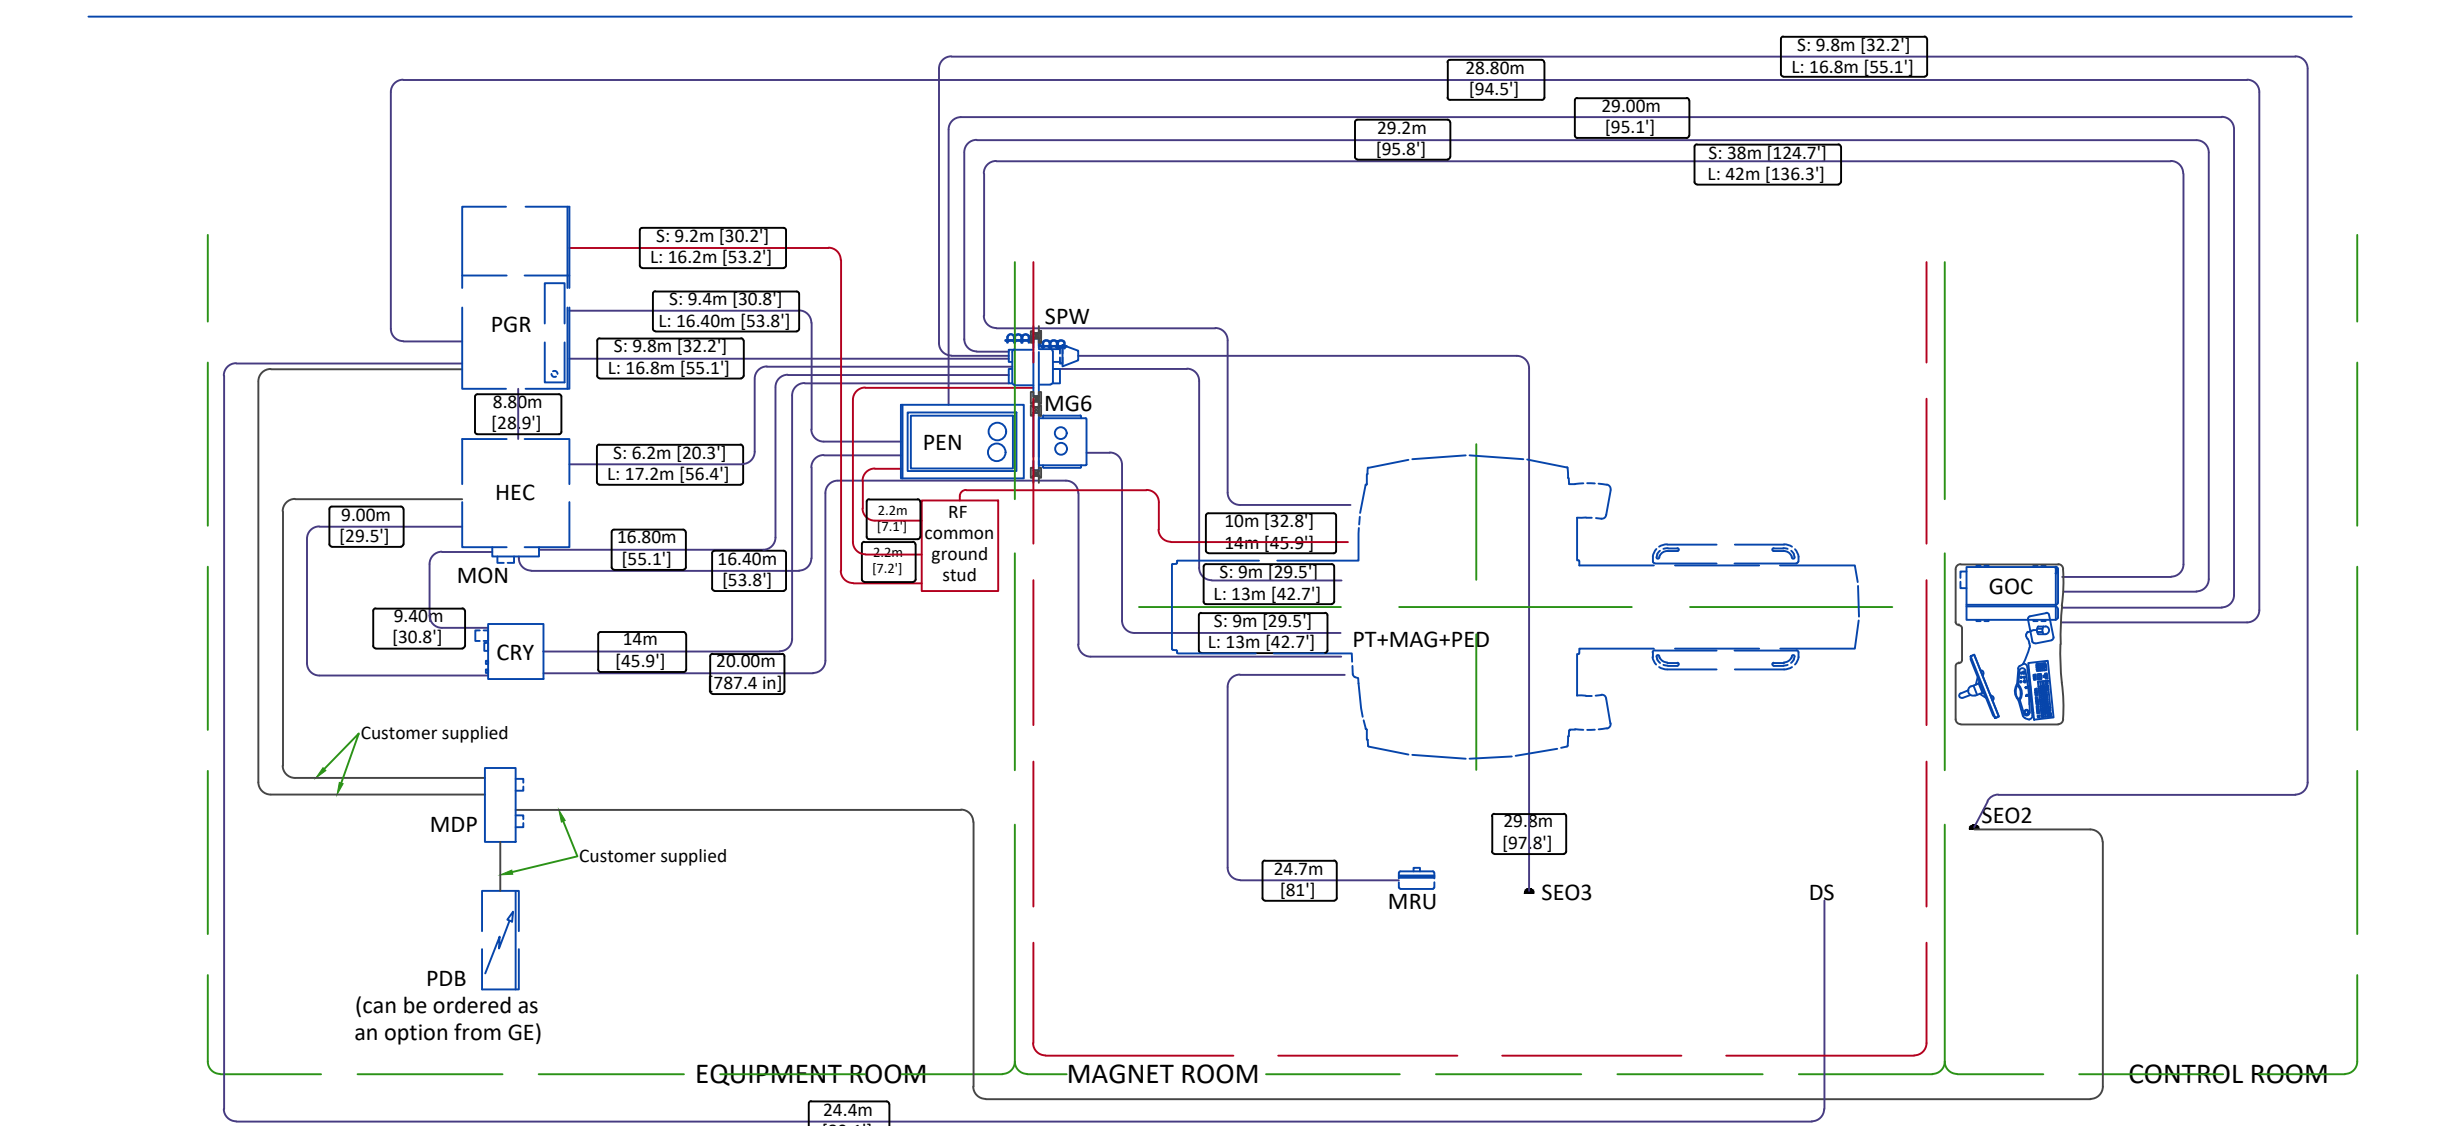 S: 9.8m [32.2']
L: 16.8m [55.1']
28.80m
[94.5']
29.00m
[95.1']
29.2m
[95.8']
S: 38m [124.7']
L: 42m [136.3']
S: 9.2m [30.2']
L: 16.2m [53.2']
S: 9.4m [30.8']
L: 16.40m [53.8']
PGR
SPW
S: 9.8m [32.2']
L: 16.8m [55.1']
8.80m
[28.9']
MG6
PEN
S: 6.2m [20.3']
L: 17.2m [56.4']
HEC
9.00m
[29.5']
2.2m
[7.1']
RF
common
ground
stud
10m [32.8']
14m [45.9']
16.80m
[55.1']
16.40m
[53.8']
2.2m
[7.2']
MON
S: 9m [29.5']
L: 13m [42.7']
GOC
9.40m
[30.8']
S: 9m [29.5']
L: 13m [42.7']
PT+MAG+PED
CRY
14m
[45.9']
20.00m
[787.4 in]
Customer supplied
MDP
SEO2
29.8m
[97.8']
Customer supplied
24.7m
[81']
MRU
SEO3
DS
PDB
(can be ordered as
an option from GE)
EQUIPMENT ROOM
MAGNET ROOM
CONTROL ROOM
24.4m